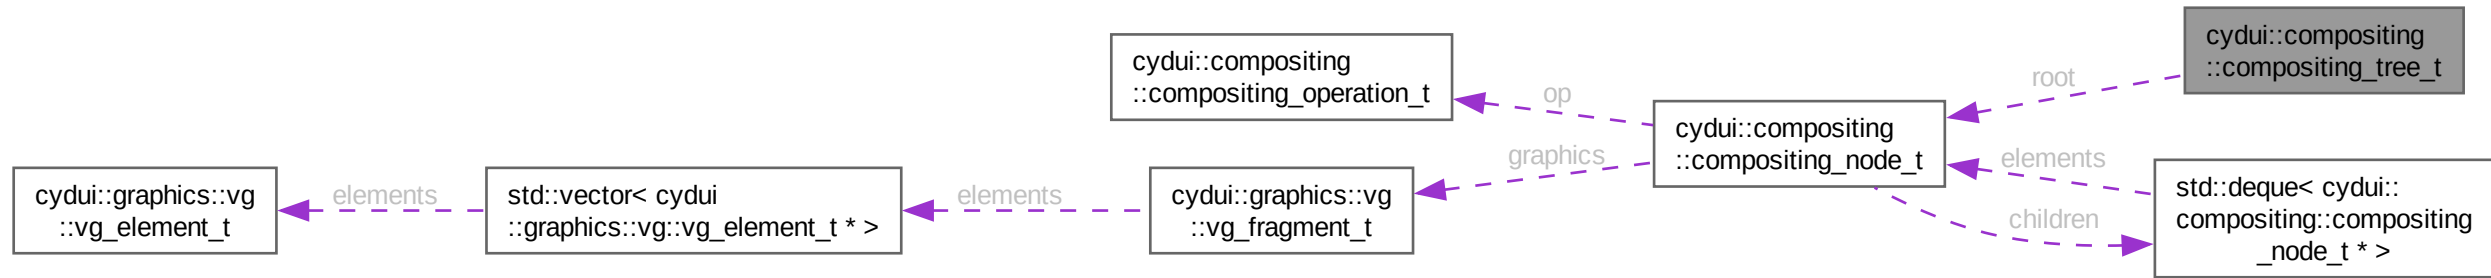 cydui::compositing
::compositing_tree_t
root
cydui::compositing
::compositing_operation_t
op
cydui::compositing
::compositing_node_t
graphics
elements
children
cydui::graphics::vg
::vg_element_t
elements
std::vector< cydui
::graphics::vg::vg_element_t * >
elements
cydui::graphics::vg
::vg_fragment_t
std::deque< cydui::
compositing::compositing
_node_t * >